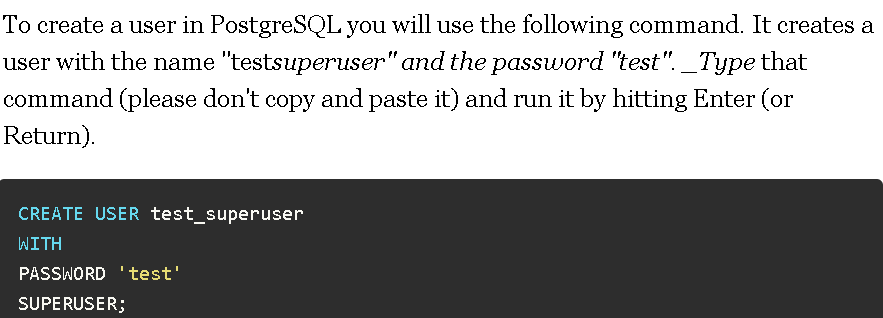 To create a user in PostgreSQL you will use the following command. It creates a
user with the name "testsuperuser" and the password "test". _Type that
command (please don't copy and paste it) and run it by hitting Enter (or
Return).
CREATE USER test_superuser
WITH
PASSWORD 'test'
SUPERUSER;